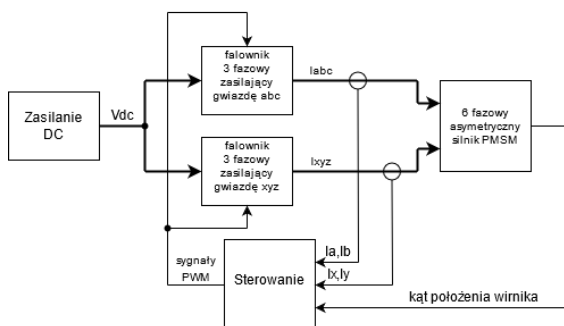 Zasilanie
DC
Vdc
falownik
3 fazowy
zasilający
gwiazdę abc
Iabc
falownik
3 fazowy
zasilający
gwiazdę xyz
Ixyz
6 fazowy
asymetryczny
silnik PMSM
sygnały
PWM
Sterowanie
Ia,Ib
Ix,Iy
kąt położenia wirnika